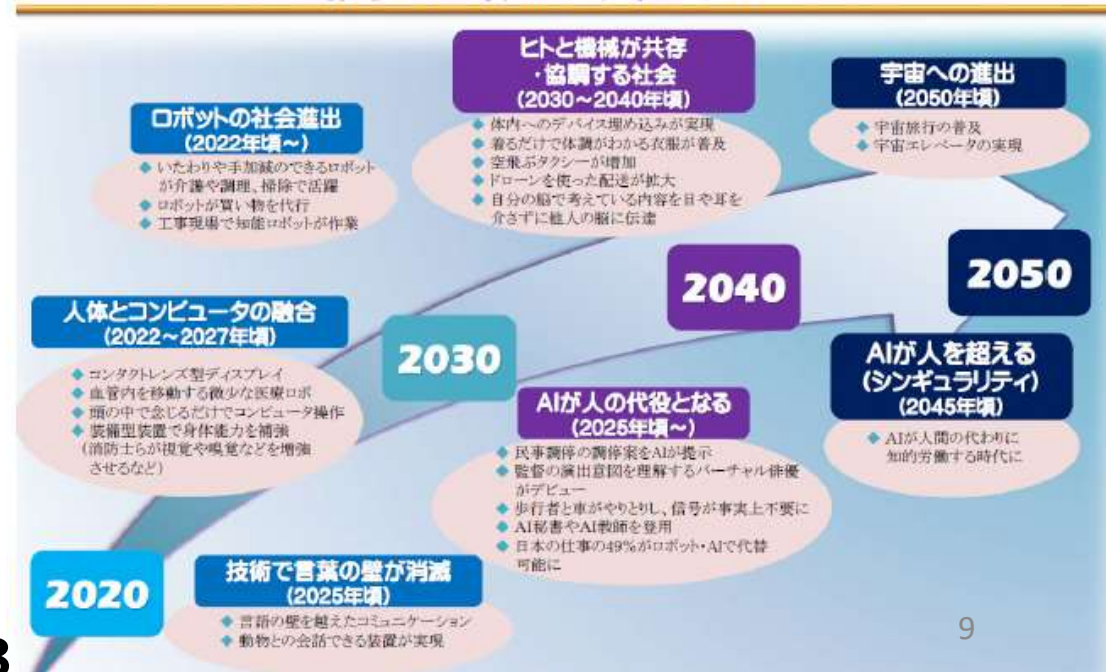 ヒトと機械が共存
・協調する社会
(2030~2040年頃)
◆ 体内へのデバイス埋め込みが実現
◆ 着るだけで体調がわかる衣服が普及
◆ 空飛ぶタクシーが増加
◆ ドローンを使った配送が拡大
◆ 自分の脳で考えている内容を目や耳を
介さずに他人の脳に伝達
宇宙への進出
(2050年頃)
◆ 宇宙旅行の普及
◆ 宇宙エレベータの実現
ロボットの社会進出
(2022年頃~)
◆ いたわりや手加減のできるロボット
が介護や調理、掃除で活躍
◆ ロボットが買い物を代行
◆ 工事現場で知能ロボットが作業
2050
2040
人体とコンピュータの融合
(2022~2027年頃)
◆ コンタクトレンズ型ディスプレイ
◆ 血管内を移動する微少な医療ロボ
◆ 頭の中で念じるだけでコンピュータ操作
◆ 装備型装置で身体能力を補強
(消防士らが視覚や嗅覚などを増強
させるなど)
2030
AIが人を超える
(シンギュラリティ)
(2045年頃)
◆ AIが人間の代わりに
知的労働する時代に
AIが人の代役となる
(2025年頃~)
◆ 民事調停の調停案をAIが提示
◆ 監督の演出意図を理解するバーチャル俳優
がデビュー
◆ 歩行者と車がやりとりし、信号が事実上不要に
◆ AI秘書やAI教師を登用
◆ 日本の仕事の49%がロボット・AIで代替
可能に
2020
技術で言葉の壁が消滅
(2025年頃)
◆ 言語の壁を越えたコミュニケーション
◆ 動物との会話できる装置が実現
9